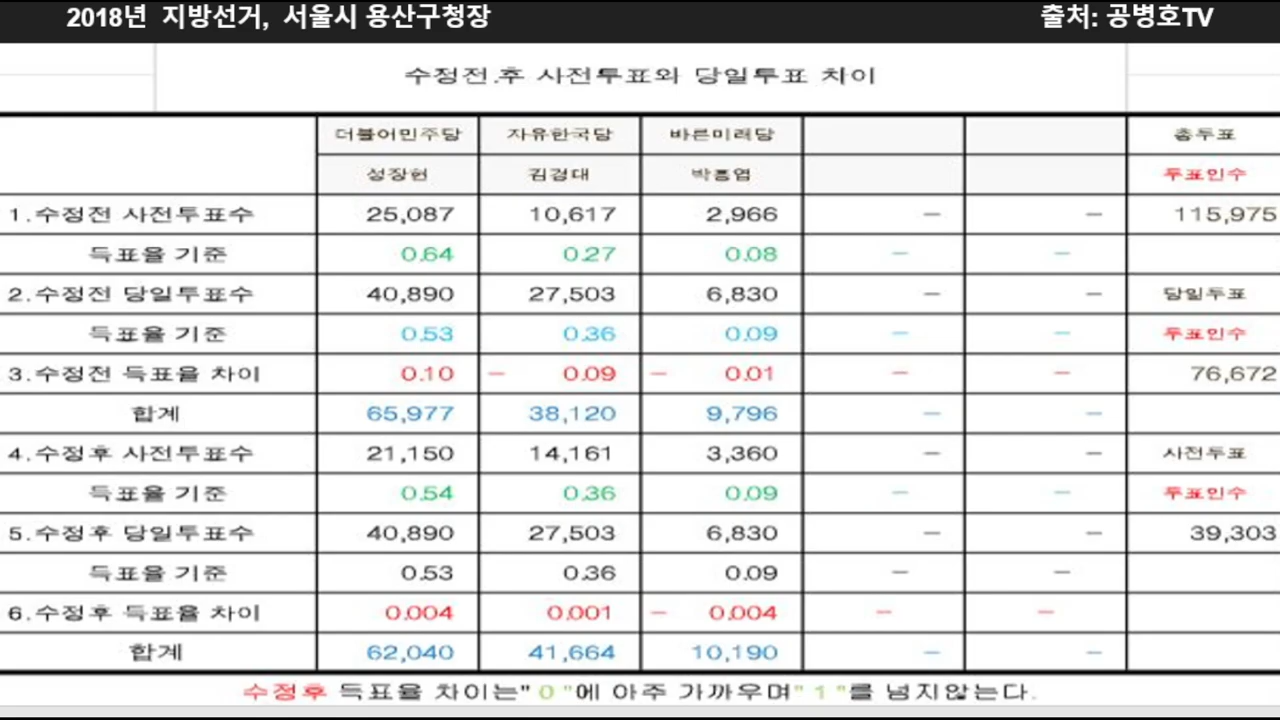 2018년 지방선거, 서울시 용산구청장 출처: 공병호TV
수정전.후 사전투표와 당일투표 차이
더불어민주당 자유한국당 바른미래당 총투표
성장현 김경대 박홍엽 투표인수
1.수정전 사전투표수 25,087 10,617 2,966 – – 115,975
득표율 기준 0.64 0.27 0.08 – –
2.수정전 당일투표수 40,890 27,503 6,830 – – 당일투표
득표율 기준 0.53 0.36 0.09 – – 투표인수
3.수정전 득표율 차이 0.10 – 0.09 – 0.01 – – 76,672
합계 65,977 38,120 9,796 – –
4.수정후 사전투표수 21,150 14,161 3,360 – – 사전투표
득표율 기준 0.54 0.36 0.09 – – 투표인수
5.수정후 당일투표수 40,890 27,503 6,830 – – 39,303
득표율 기준 0.53 0.36 0.09 – –
6.수정후 득표율 차이 0.004 0.001 – 0.004 – –
합계 62,040 41,664 10,190 – –
수정후 득표율 차이는"0"에 아주 가까우며"1"를 넘지않는다.